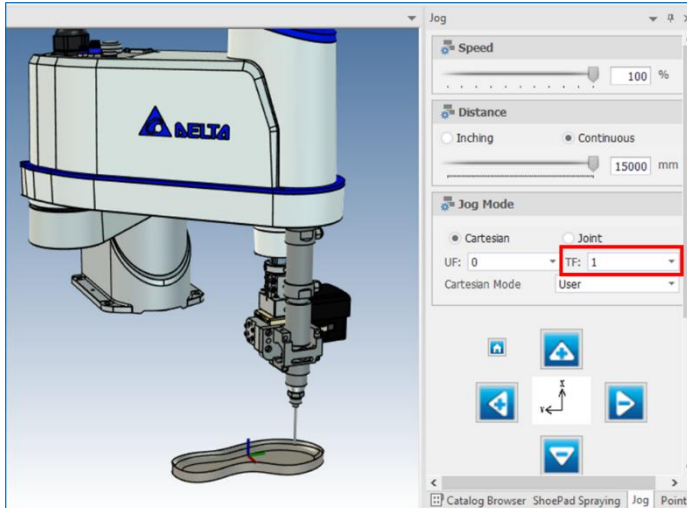 Jog
Speed
100 %
Distance
Inching Continuous
15000 mm
Jog Mode
Cartesian Joint
UF: 0 TF: 1
Cartesian Mode User
X
Y
DELTA
Catalog Browser ShoePad Spraying Jog Point